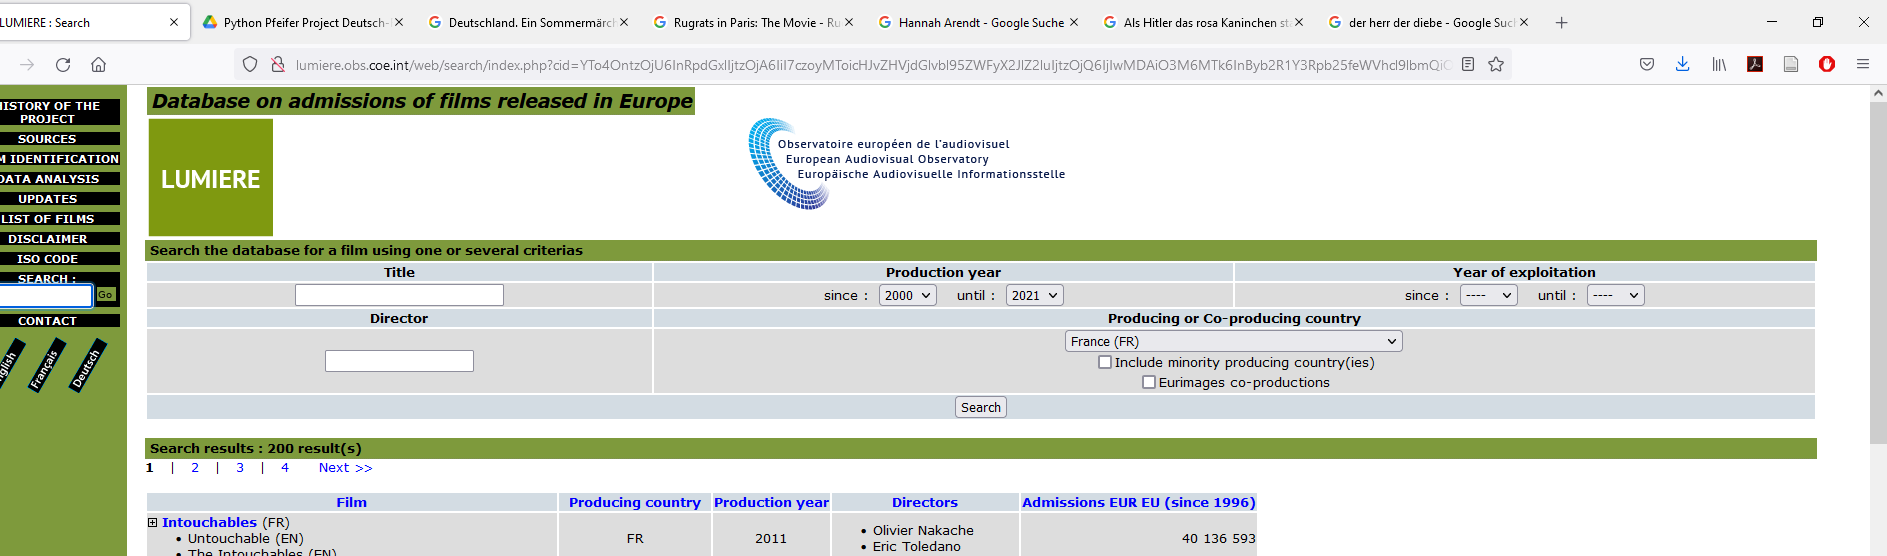 LUMIERE : Search
Python Pfeifer Project Deutsch-
Deutschland. Ein Sommermärch
Rugrats in Paris: The Movie - Ru
Hannah Arendt - Google Suche
Als Hitler das rosa Kaninchen sta
der herr der diebe - Google Such
lumiere.obs.coe.int/web/search/index.php?
HISTORY OF THE
PROJECT
SOURCES
M IDENTIFICATION
DATA ANALYSIS
UPDATES
LIST OF FILMS
DISCLAIMER
ISO CODE
SEARCH :
Go
CONTACT
English
Français
Deutsch
Database on admissions of films released in Europe
LUMIERE
Observatoire européen de l'audiovisuel
European Audiovisual Observatory
Europäische Audiovisuelle Informationsstelle
Search the database for a film using one or several criterias
Title Production year Year of exploitation
since : 2000 until : 2021 since : ---- until : ----
Director Producing or Co-producing country
France (FR)
Include minority producing country(ies)
Eurimages co-productions
Search
Search results : 200 result(s)
1 | 2 | 3 | 4 Next >>
Film Producing country Production year Directors Admissions EUR EU (since 1996)
Intouchables (FR)
• Untouchable (EN)
• The Intouchables (EN)
FR
2011
• Olivier Nakache
• Eric Toledano
40 136 593